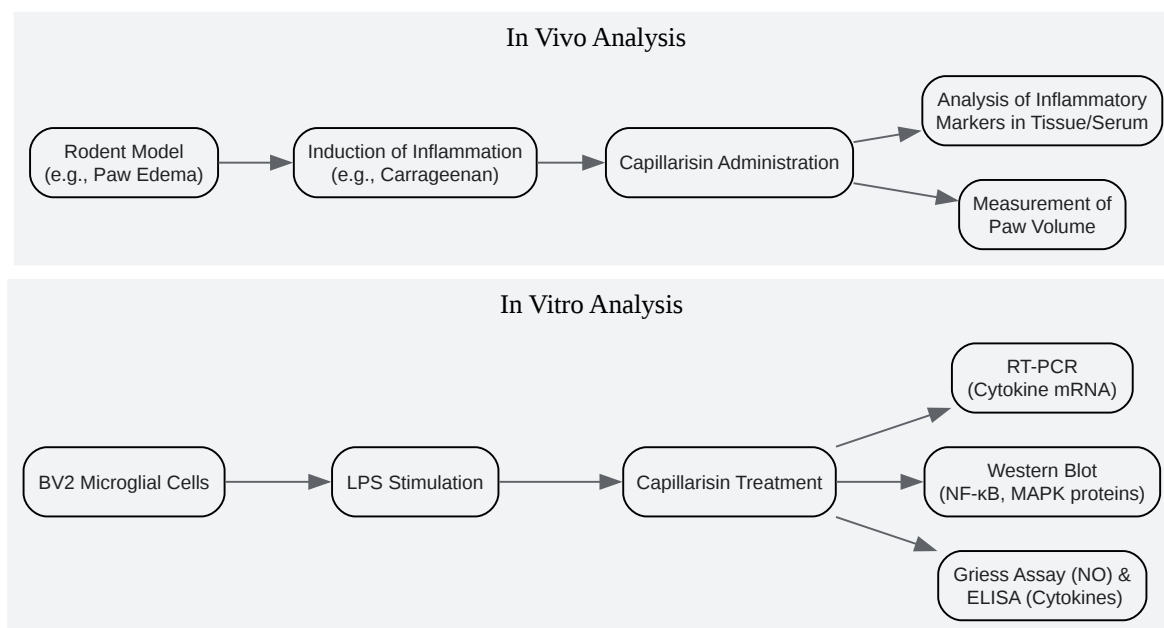 In Vivo Analysis
Rodent Model
(e.g., Paw Edema)
Induction of Inflammation
(e.g., Carrageenan)
Capillarisin Administration
Analysis of Inflammatory
Markers in Tissue/Serum
Measurement of
Paw Volume
In Vitro Analysis
BV2 Microglial Cells
LPS Stimulation
Capillarisin Treatment
RT-PCR
(Cytokine mRNA)
Western Blot
(NF-κB, MAPK proteins)
Griess Assay (NO) &
ELISA (Cytokines)